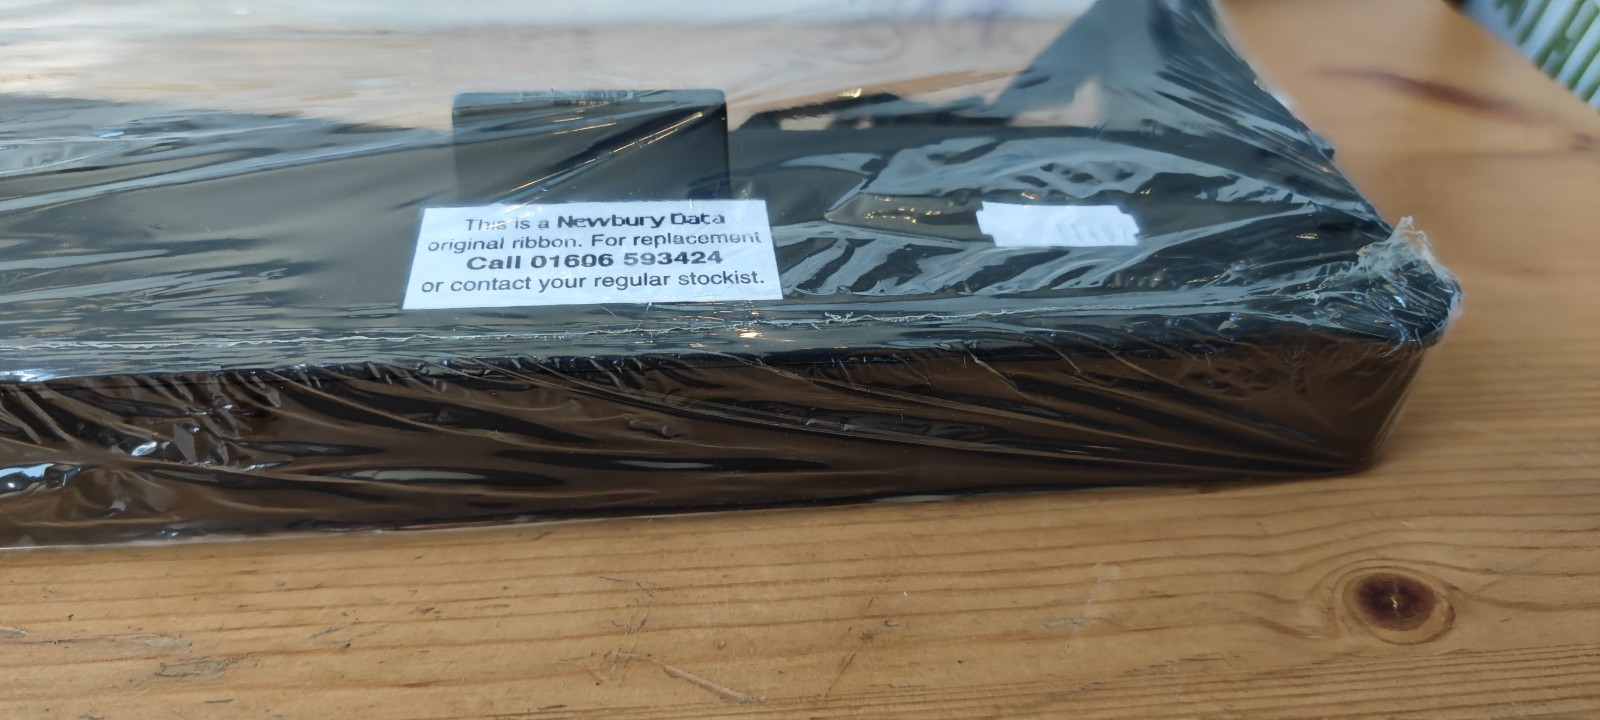 This is a Newbury Data
original ribbon. For replacement
Call 01606 593424
or contact your regular stockist.